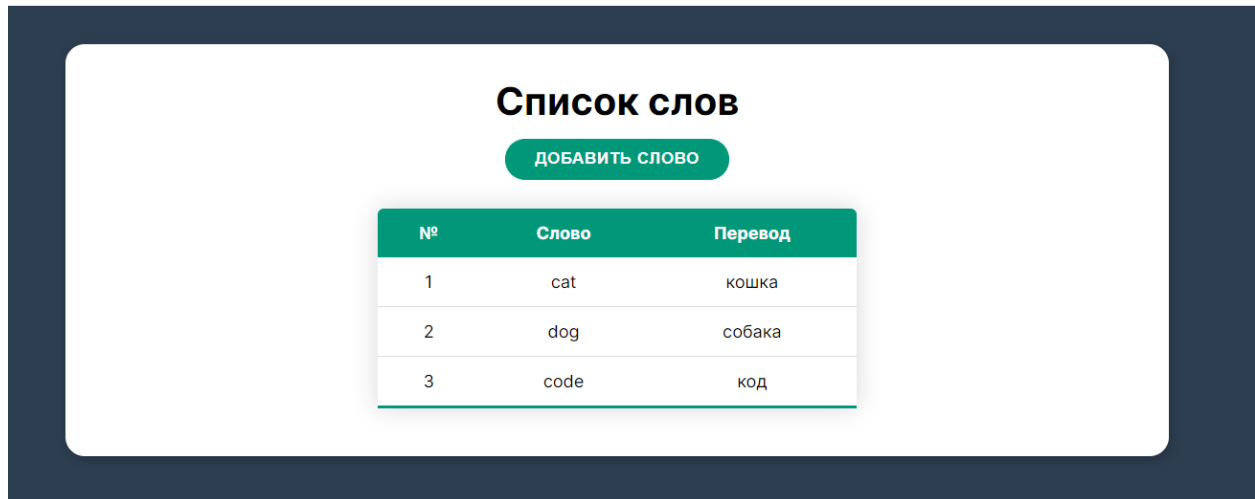 Список слов
ДОБАВИТЬ СЛОВО
№ Слово Перевод
1 cat кошка
2 dog собака
3 code код